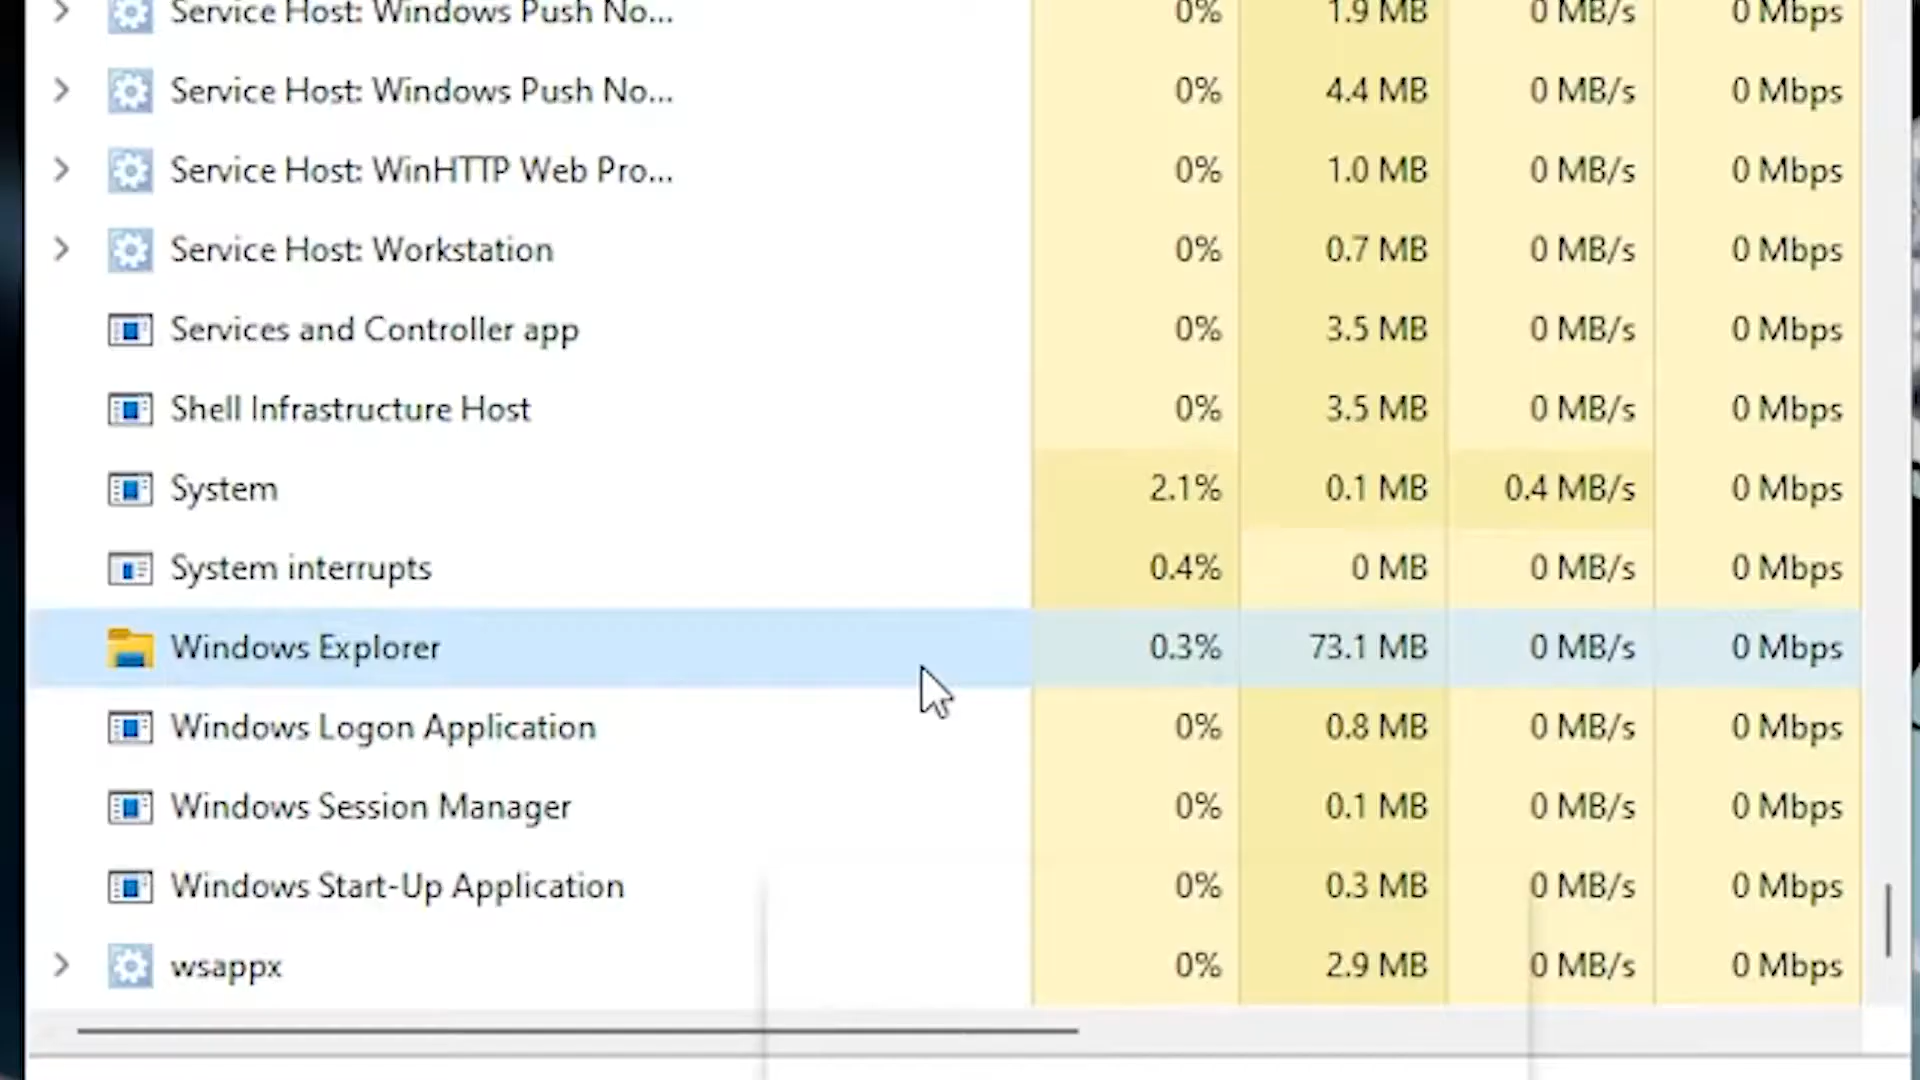 Service Host: Windows Push No... 0% 1.9 MB 0 MB/s 0 Mbps
Service Host: Windows Push No... 0% 4.4 MB 0 MB/s 0 Mbps
Service Host: WinHTTP Web Pro... 0% 1.0 MB 0 MB/s 0 Mbps
Service Host: Workstation 0% 0.7 MB 0 MB/s 0 Mbps
Services and Controller app 0% 3.5 MB 0 MB/s 0 Mbps
Shell Infrastructure Host 0% 3.5 MB 0 MB/s 0 Mbps
System 2.1% 0.1 MB 0.4 MB/s 0 Mbps
System interrupts 0.4% 0 MB 0 MB/s 0 Mbps
Windows Explorer 0.3% 73.1 MB 0 MB/s 0 Mbps
Windows Logon Application 0% 0.8 MB 0 MB/s 0 Mbps
Windows Session Manager 0% 0.1 MB 0 MB/s 0 Mbps
Windows Start-Up Application 0% 0.3 MB 0 MB/s 0 Mbps
wsappx 0% 2.9 MB 0 MB/s 0 Mbps